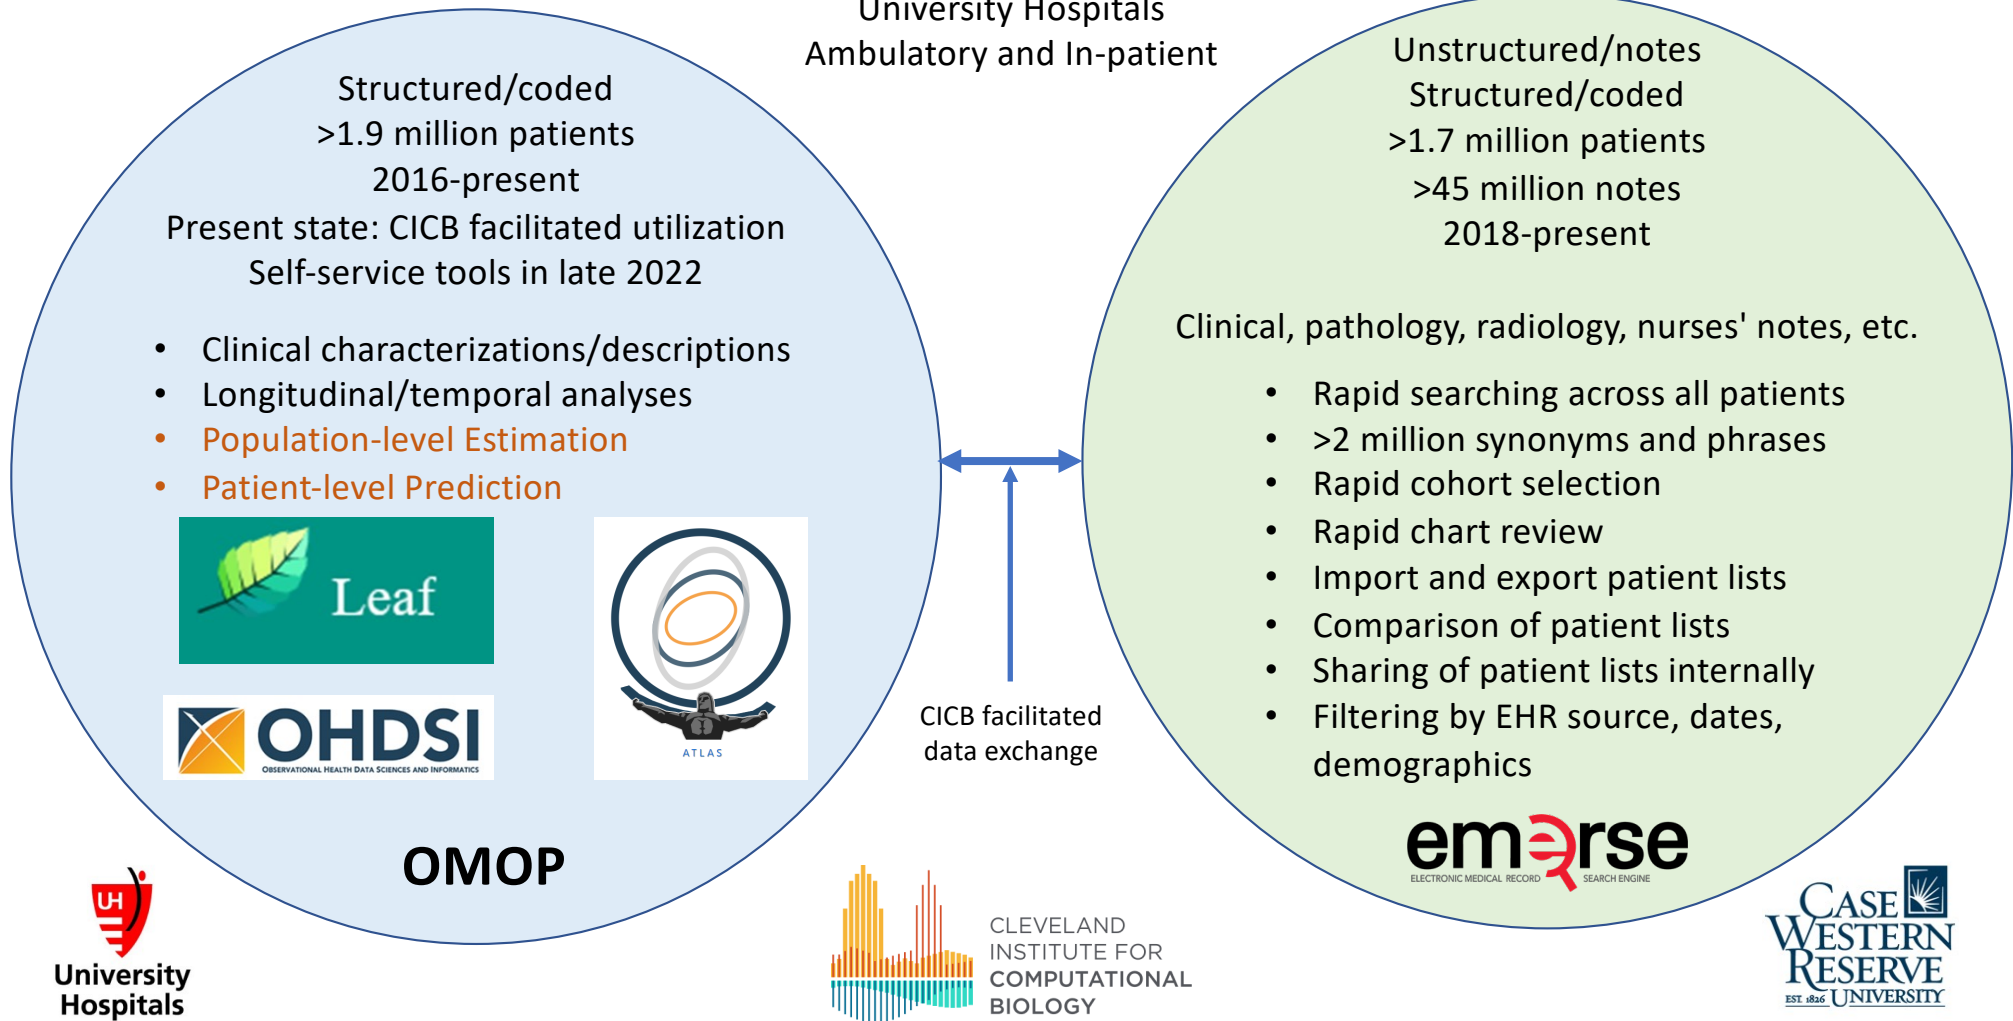 University Hospitals
Ambulatory and In-patient
Structured/coded
>1.9 million patients
2016-present
Present state: CICB facilitated utilization
Self-service tools in late 2022
• Clinical characterizations/descriptions
• Longitudinal/temporal analyses
• Population-level Estimation
• Patient-level Prediction
Leaf
OHDSI
OBSERVATIONAL HEALTH DATA SCIENCES AND INFORMATICS
ATLAS
OMOP
CICB facilitated
data exchange
Unstructured/notes
Structured/coded
>1.7 million patients
>45 million notes
2018-present
Clinical, pathology, radiology, nurses' notes, etc.
• Rapid searching across all patients
• >2 million synonyms and phrases
• Rapid cohort selection
• Rapid chart review
• Import and export patient lists
• Comparison of patient lists
• Sharing of patient lists internally
• Filtering by EHR source, dates,
demographics
emerse
ELECTRONIC MEDICAL RECORD SEARCH ENGINE
UH
University
Hospitals
CLEVELAND
INSTITUTE FOR
COMPUTATIONAL
BIOLOGY
CASE
WESTERN
RESERVE
EST. 1826 UNIVERSITY